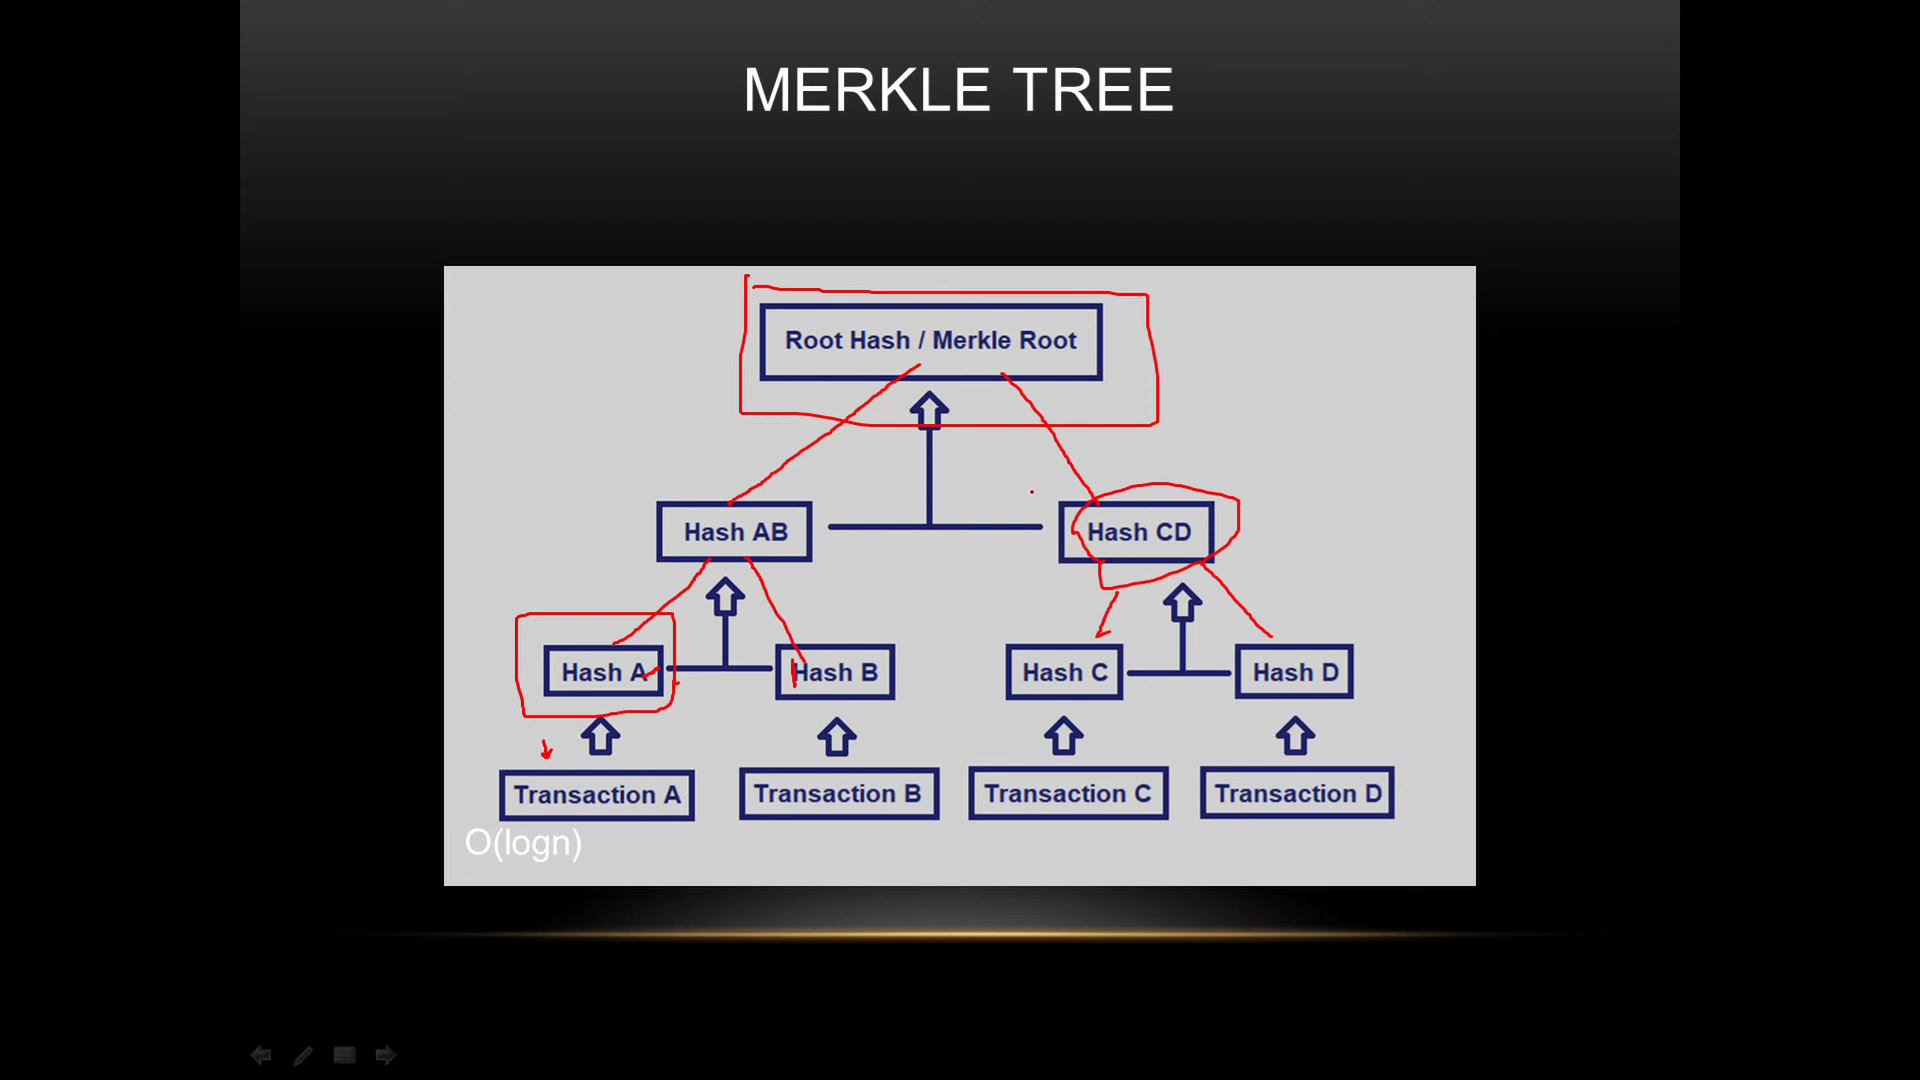 MERKLE TREE
Root Hash / Merkle Root
Hash AB
Hash CD
Hash A
Hash B
Hash C
Hash D
Transaction A
Transaction B
Transaction C
Transaction D
O(logn)